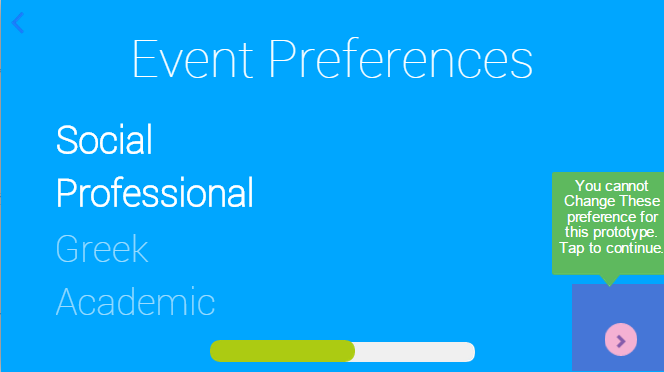 Event Preferences
Social
Professional
Greek
Academic
You cannot
Change These
preference for
this prototype.
Tap to continue.